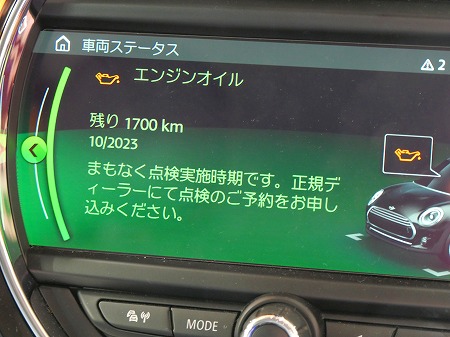 車両ステータス
2
エンジンオイル
残り 1700 km
10/2023
まもなく点検実施時期です。正規デ
ィーラーにて点検のご予約をお申し
込みください。
MODE